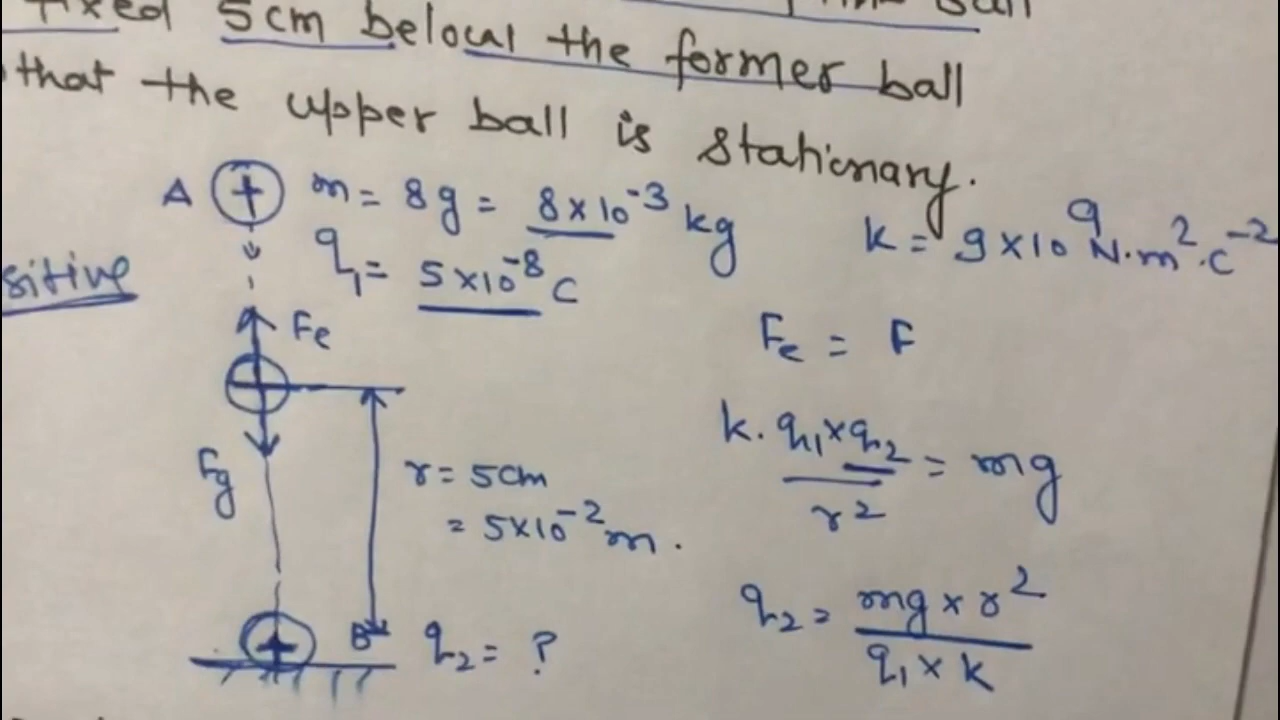 fixed 5cm below the former ball
that the upper ball is stationary.
A + m = 8g = 8×10⁻³ kg
q₁ = 5×10⁻⁸ C
K = 9×10⁹ N.m².c⁻²
sitive
Fe
Fe = F
Fg
K. q₁×q₂ / r² = mg
r = 5cm
= 5×10⁻² m.
q₂ = mg × r² / q₁ × K
+ B q₂ = ?